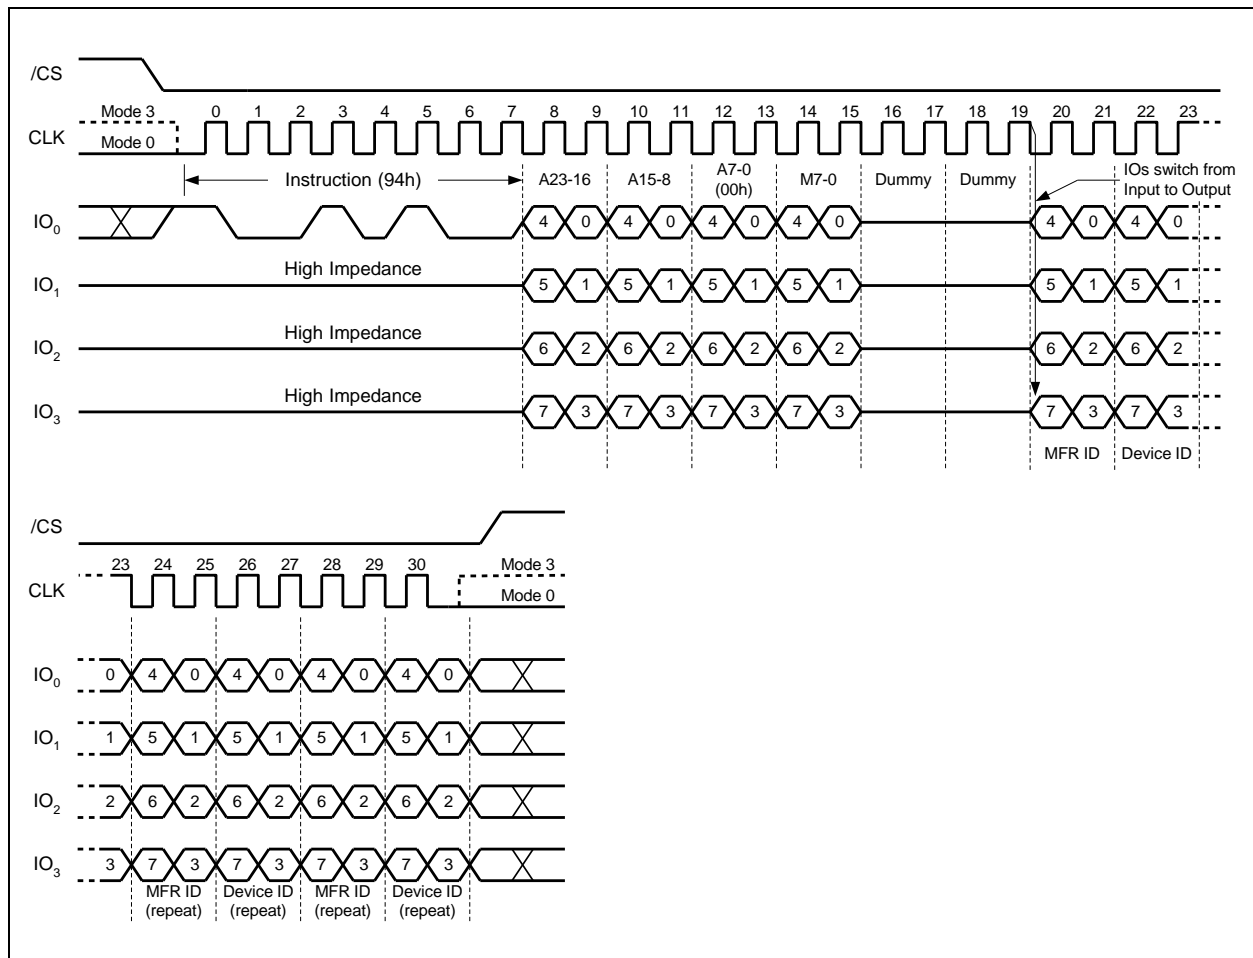 /CS
Mode 3 0 1 2 3 4 5 6 7 8 9 10 11 12 13 14 15 16 17 18 19 20 21 22 23
CLK Mode 0
Instruction (94h) A23-16 A15-8 A7-0 (00h) M7-0 Dummy Dummy IOs switch from Input to Output
IO0 4 0 4 0 4 0 4 0 4 0 4 0
High Impedance
IO1 5 1 5 1 5 1 5 1 5 1 5 1
High Impedance
IO2 6 2 6 2 6 2 6 2 6 2 6 2
High Impedance
IO3 7 3 7 3 7 3 7 3 7 3 7 3
MFR ID Device ID
/CS
23 24 25 26 27 28 29 30 Mode 3
CLK Mode 0
IO0 0 4 0 4 0 4 0 4 0
IO1 1 5 1 5 1 5 1 5 1
IO2 2 6 2 6 2 6 2 6 2
IO3 3 7 3 7 3 7 3 7 3
MFR ID Device ID MFR ID Device ID
(repeat) (repeat) (repeat) (repeat)